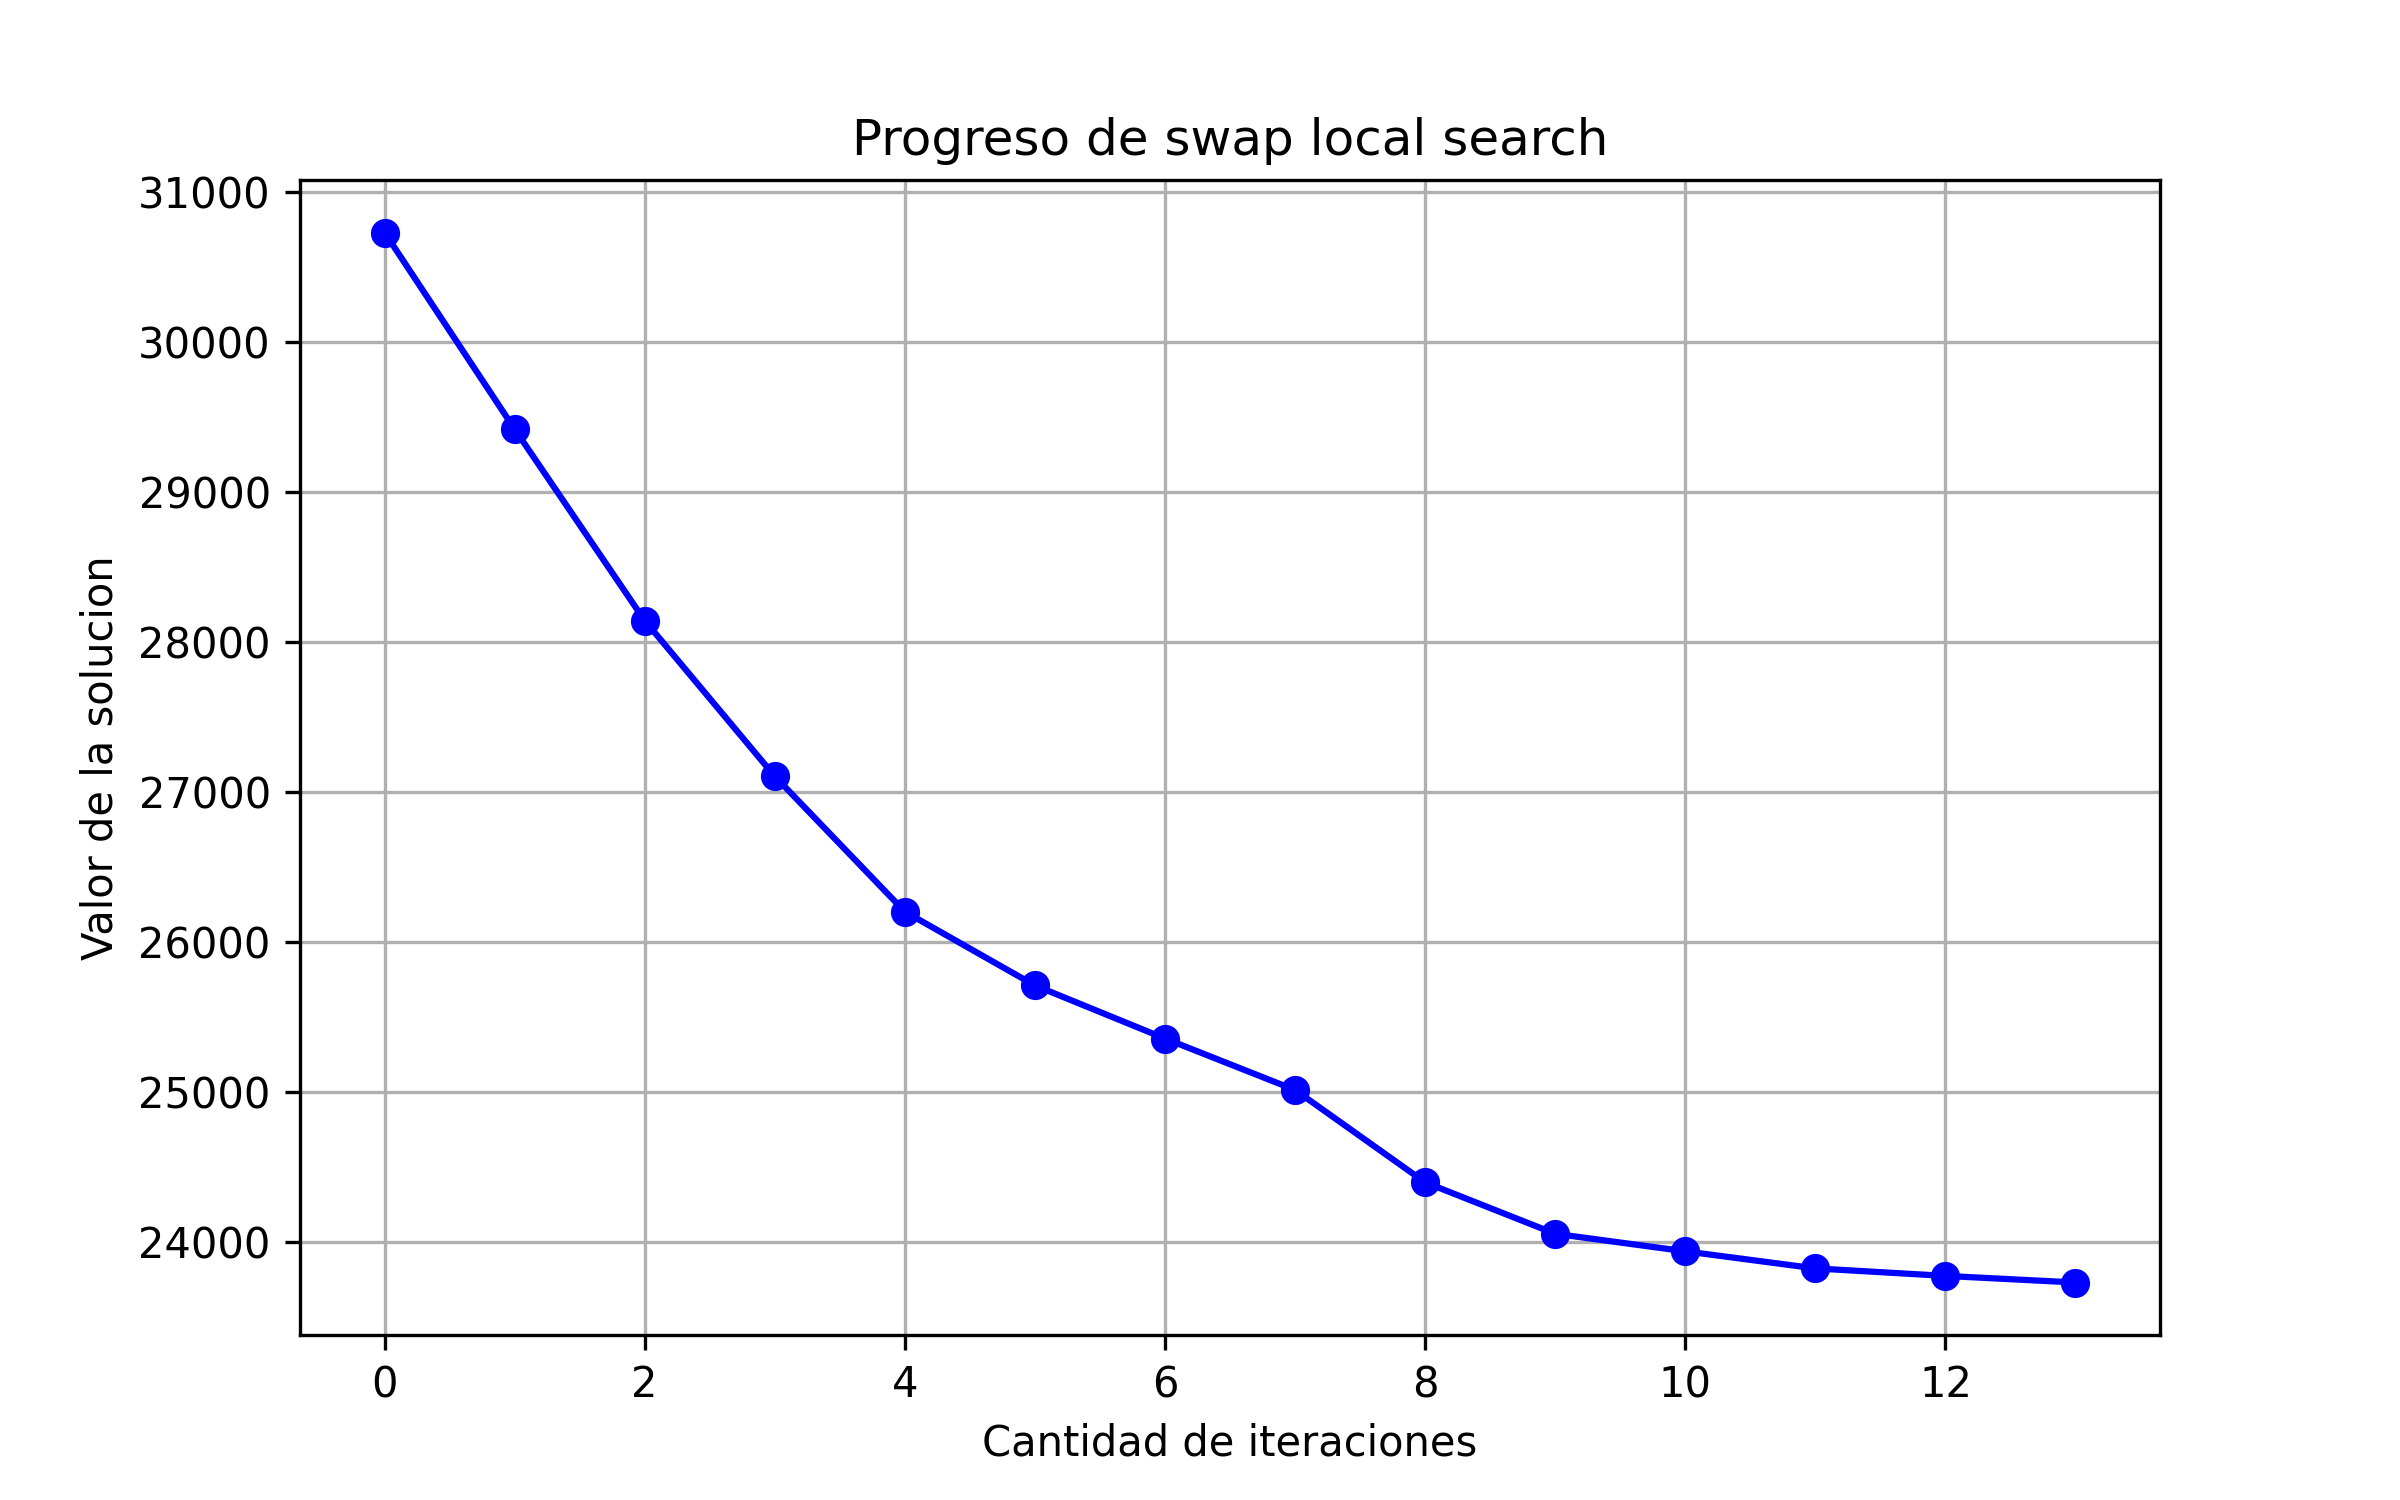 Progreso de swap local search
31000
30000
29000
28000
27000
26000
25000
24000
Valor de la solucion
0 2 4 6 8 10 12
Cantidad de iteraciones